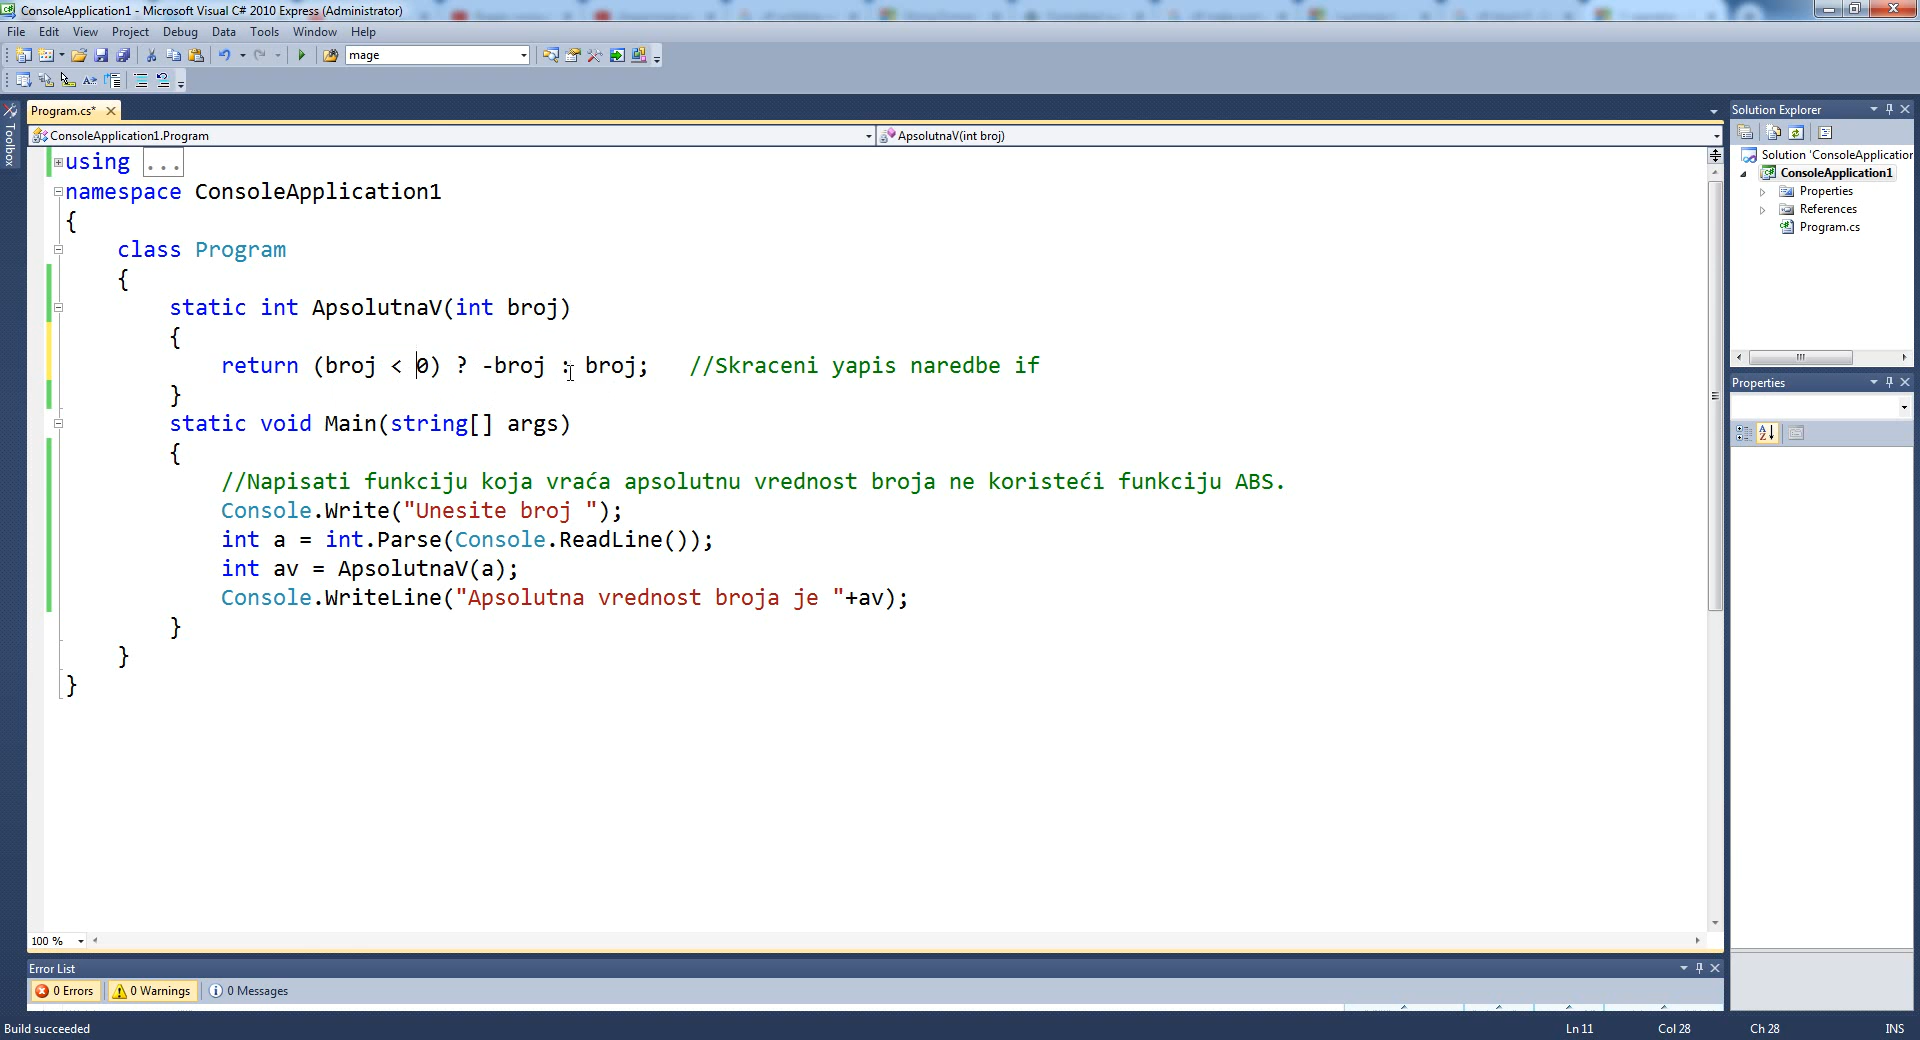 ConsoleApplication1 - Microsoft Visual C# 2010 Express (Administrator)
File Edit View Project Debug Data Tools Window Help
mage
Program.cs*
ConsoleApplication1.Program
ApsolutnaV(int broj)
Toolbox
using ...
namespace ConsoleApplication1
{
class Program
{
static int ApsolutnaV(int broj)
{
return (broj < 0) ? -broj : broj; //Skraceni yapis naredbe if
}
static void Main(string[] args)
{
//Napisati funkciju koja vraća apsolutnu vrednost broja ne koristeći funkciju ABS.
Console.Write("Unesite broj ");
int a = int.Parse(Console.ReadLine());
int av = ApsolutnaV(a);
Console.WriteLine("Apsolutna vrednost broja je "+av);
}
}
}
100 %
Solution Explorer
Solution 'ConsoleApplication
ConsoleApplication1
Properties
References
Program.cs
Properties
Error List
0 Errors 0 Warnings 0 Messages
Build succeeded
Ln 11 Col 28 Ch 28 INS